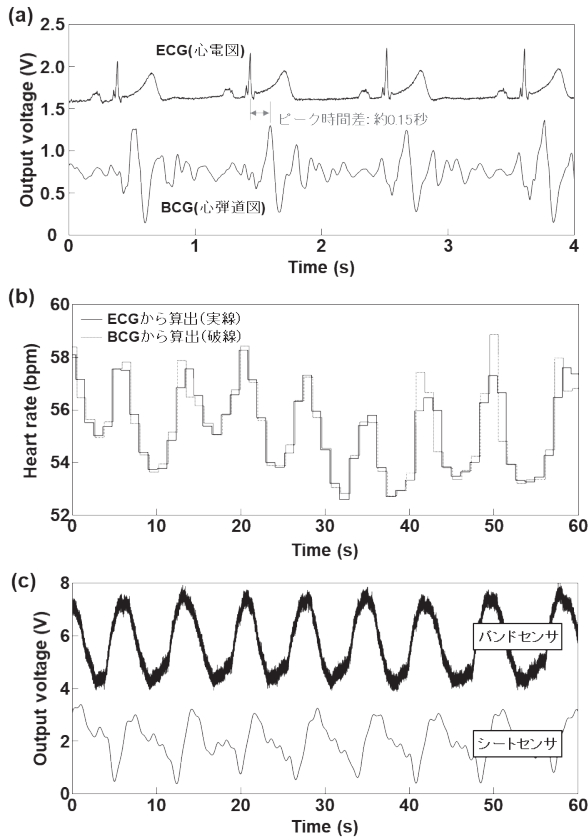 (a)
2.5
2.0
1.5
1.0
0.5
0
Output voltage (V)
ECG(心電図)
ピーク時間差: 約0.15秒
BCG(心弾道図)
0 1 2 3 4
Time (s)
(b)
60
58
56
54
52
Heart rate (bpm)
ECGから算出(実線)
BCGから算出(破線)
0 10 20 30 40 50 60
Time (s)
(c)
8
6
4
2
0
Output voltage (V)
バンドセンサ
シートセンサ
0 10 20 30 40 50 60
Time (s)